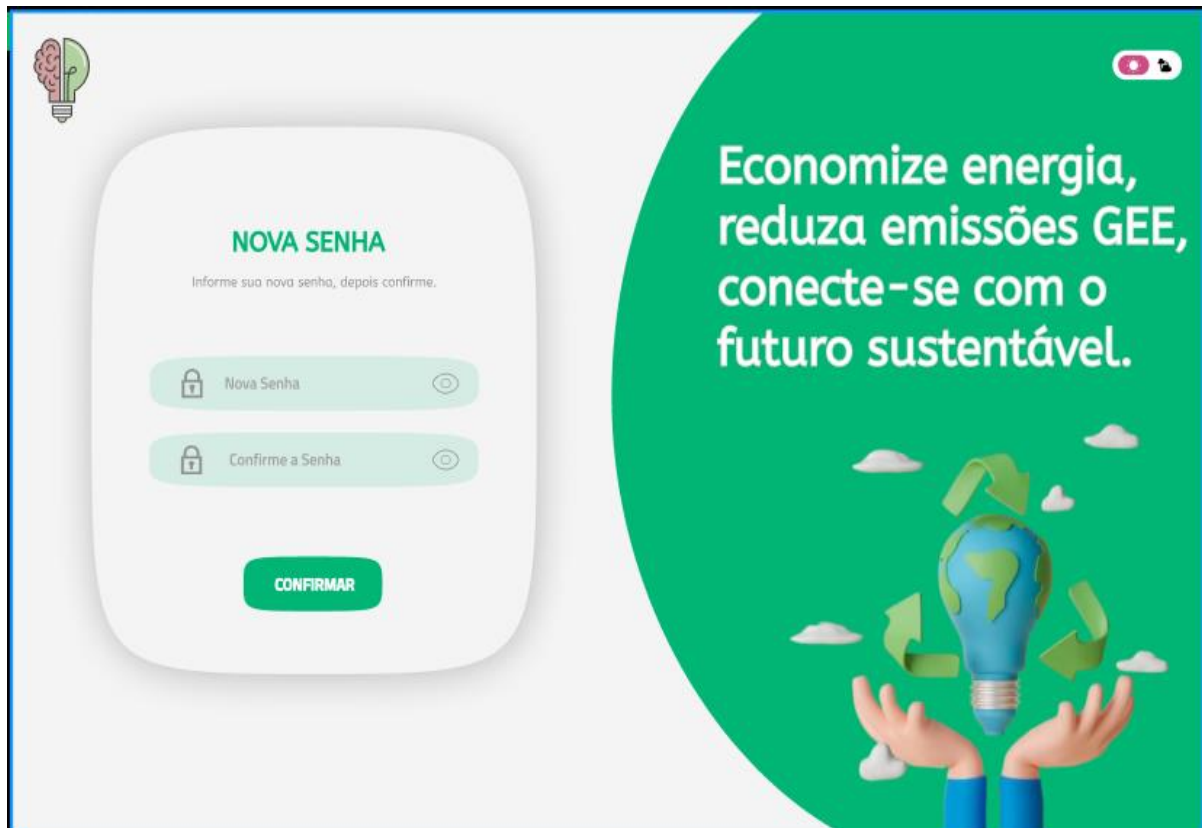 NOVA SENHA
Informe sua nova senha, depois confirme.
Nova Senha
Confirme a Senha
CONFIRMAR
Economize energia,
reduza emissões GEE,
conecte-se com o
futuro sustentável.